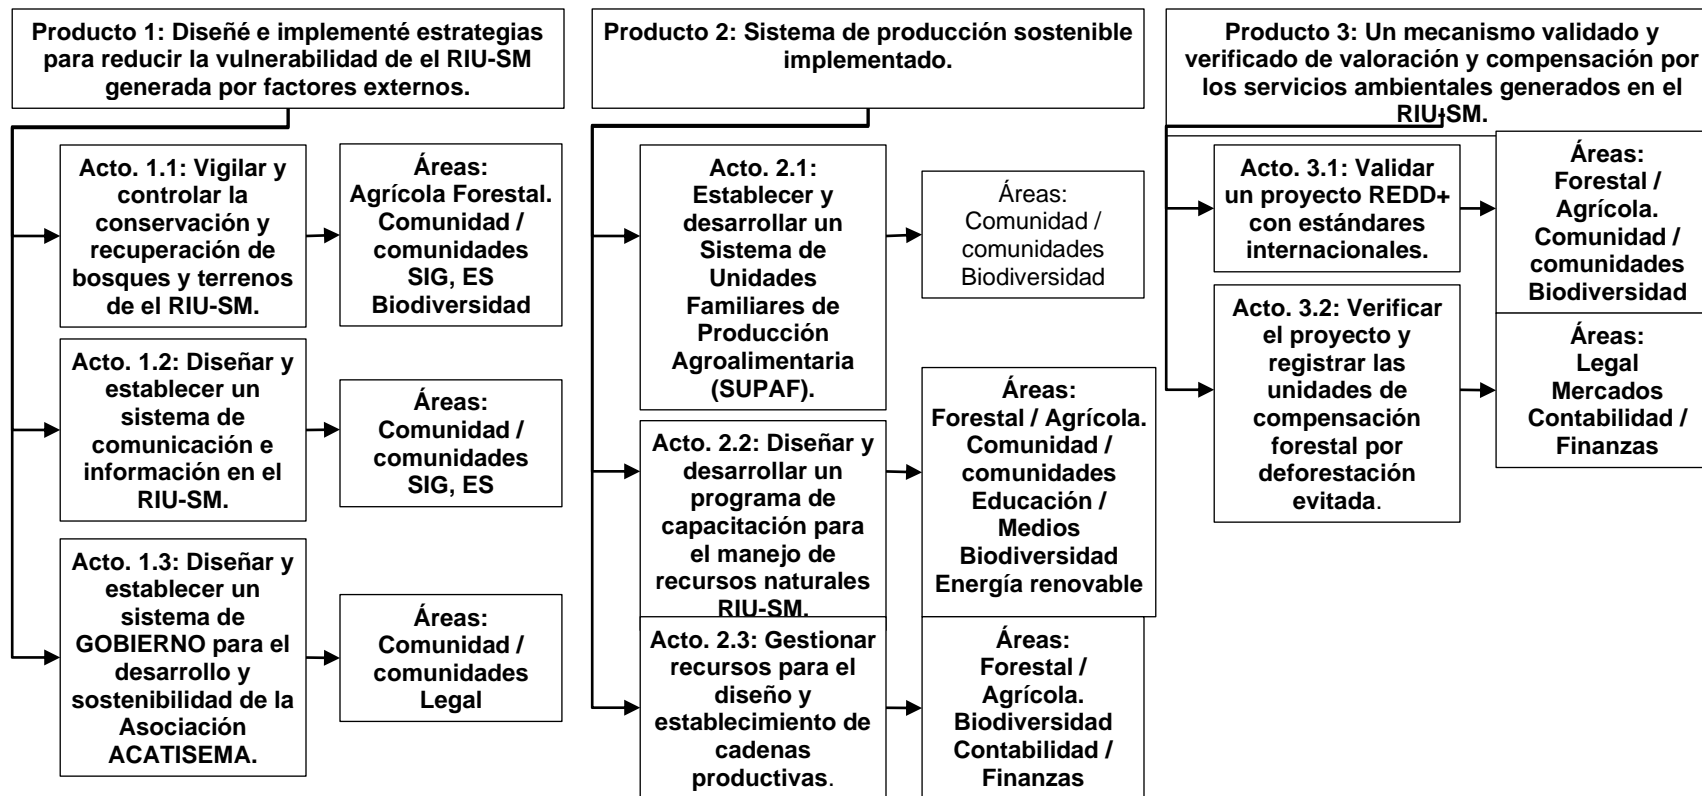 Producto 1: Diseñé e implementé estrategias
para reducir la vulnerabilidad de el RIU-SM
generada por factores externos.
Acto. 1.1: Vigilar y
controlar la
conservación y
recuperación de
bosques y terrenos
de el RIU-SM.
Áreas:
Agrícola Forestal.
Comunidad /
comunidades
SIG, ES
Biodiversidad
Acto. 1.2: Diseñar y
establecer un
sistema de
comunicación e
información en el
RIU-SM.
Áreas:
Comunidad /
comunidades
SIG, ES
Acto. 1.3: Diseñar y
establecer un
sistema de
GOBIERNO para el
desarrollo y
sostenibilidad de la
Asociación
ACATISEMA.
Áreas:
Comunidad /
comunidades
Legal
Producto 2: Sistema de producción sostenible
implementado.
Acto. 2.1:
Establecer y
desarrollar un
Sistema de
Unidades
Familiares de
Producción
Agroalimentaria
(SUPAF).
Áreas:
Comunidad /
comunidades
Biodiversidad
Acto. 2.2: Diseñar y
desarrollar un
programa de
capacitación para
el manejo de
recursos naturales
RIU-SM.
Áreas:
Forestal / Agrícola.
Comunidad /
comunidades
Educación /
Medios
Biodiversidad
Energía renovable
Acto. 2.3: Gestionar
recursos para el
diseño y
establecimiento de
cadenas
productivas.
Áreas:
Forestal /
Agrícola.
Biodiversidad
Contabilidad /
Finanzas
Producto 3: Un mecanismo validado y
verificado de valoración y compensación por
los servicios ambientales generados en el
RIU-SM.
Acto. 3.1: Validar
un proyecto REDD+
con estándares
internacionales.
Áreas:
Forestal /
Agrícola.
Comunidad /
comunidades
Biodiversidad
Acto. 3.2: Verificar
el proyecto y
registrar las
unidades de
compensación
forestal por
deforestación
evitada.
Áreas:
Legal
Mercados
Contabilidad /
Finanzas